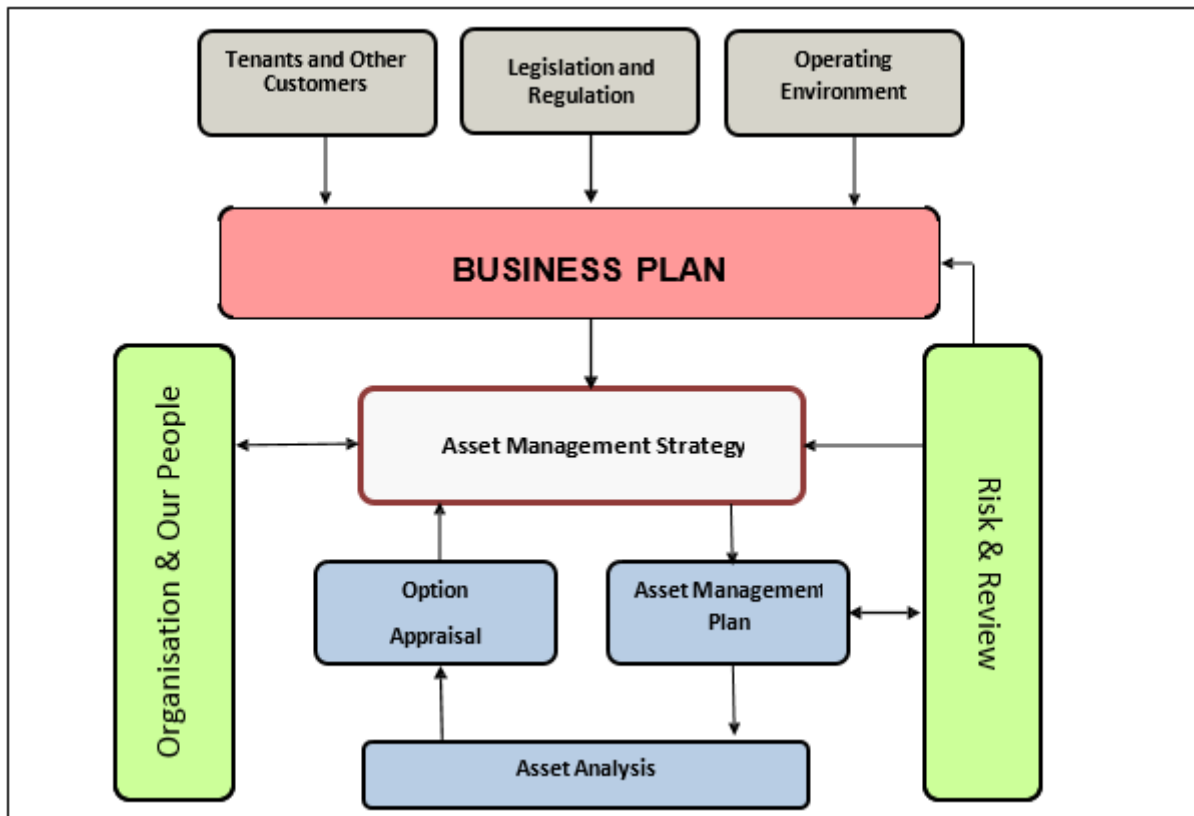 Tenants and Other
Customers
Legislation and
Regulation
Operating
Environment
BUSINESS PLAN
Organisation & Our People
Asset Management Strategy
Risk & Review
Option
Appraisal
Asset Management
Plan
Asset Analysis